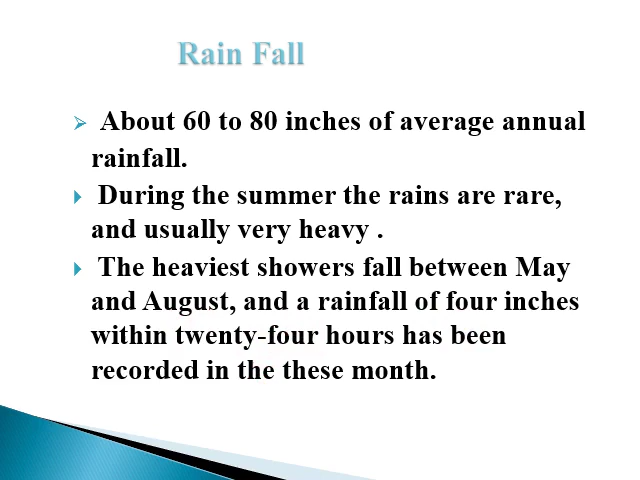 Rain Fall
About 60 to 80 inches of average annual
rainfall.
During the summer the rains are rare,
and usually very heavy .
The heaviest showers fall between May
and August, and a rainfall of four inches
within twenty-four hours has been
recorded in the these month.